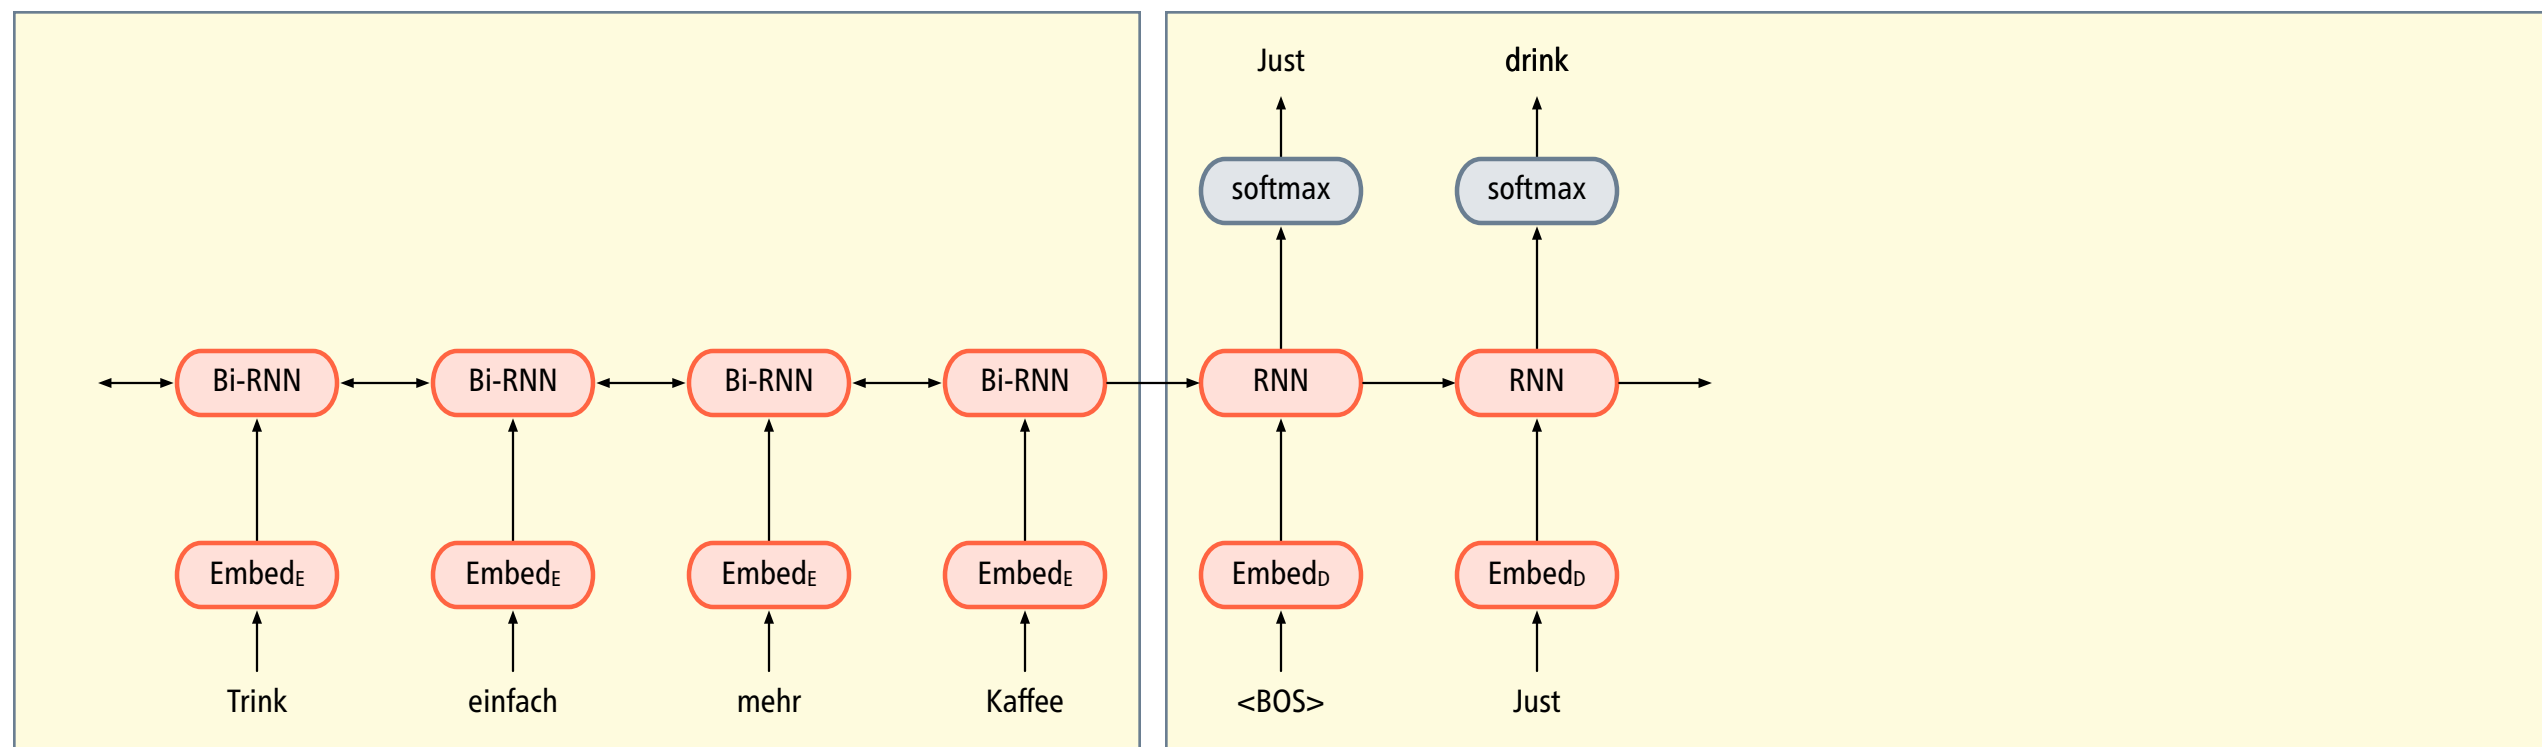 Just drink
softmax softmax
Bi-RNN Bi-RNN Bi-RNN Bi-RNN RNN RNN
EmbedE EmbedE EmbedE EmbedE EmbedD EmbedD
Trink einfach mehr Kaffee <BOS> Just